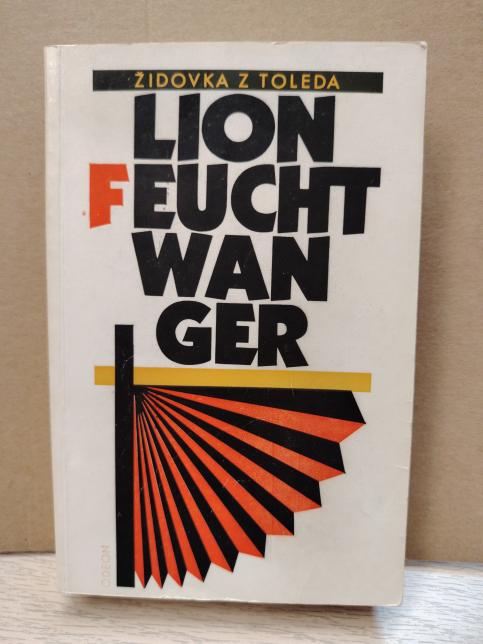 ŽIDOVKA Z TOLEDA
LION
FEUCHT
WAN
GER
ODEON